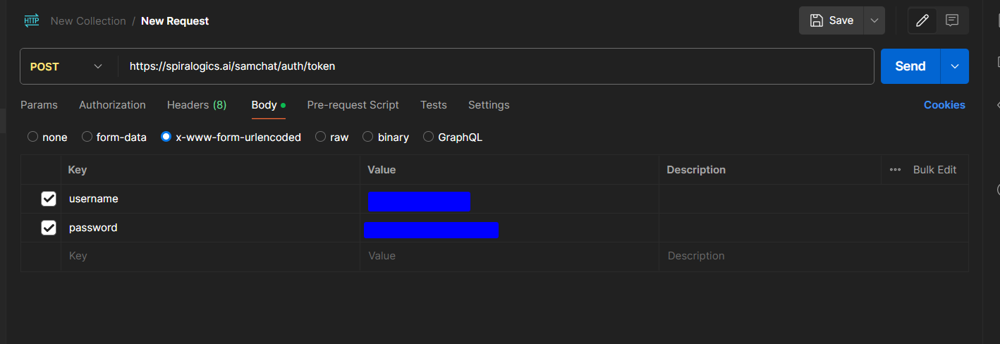 HTTP New Collection / New Request Save
POST https://spiralogics.ai/samchat/auth/token Send
Params Authorization Headers (8) Body Pre-request Script Tests Settings Cookies
none form-data x-www-form-urlencoded raw binary GraphQL
Key Value Description Bulk Edit
username
password
Key Value Description